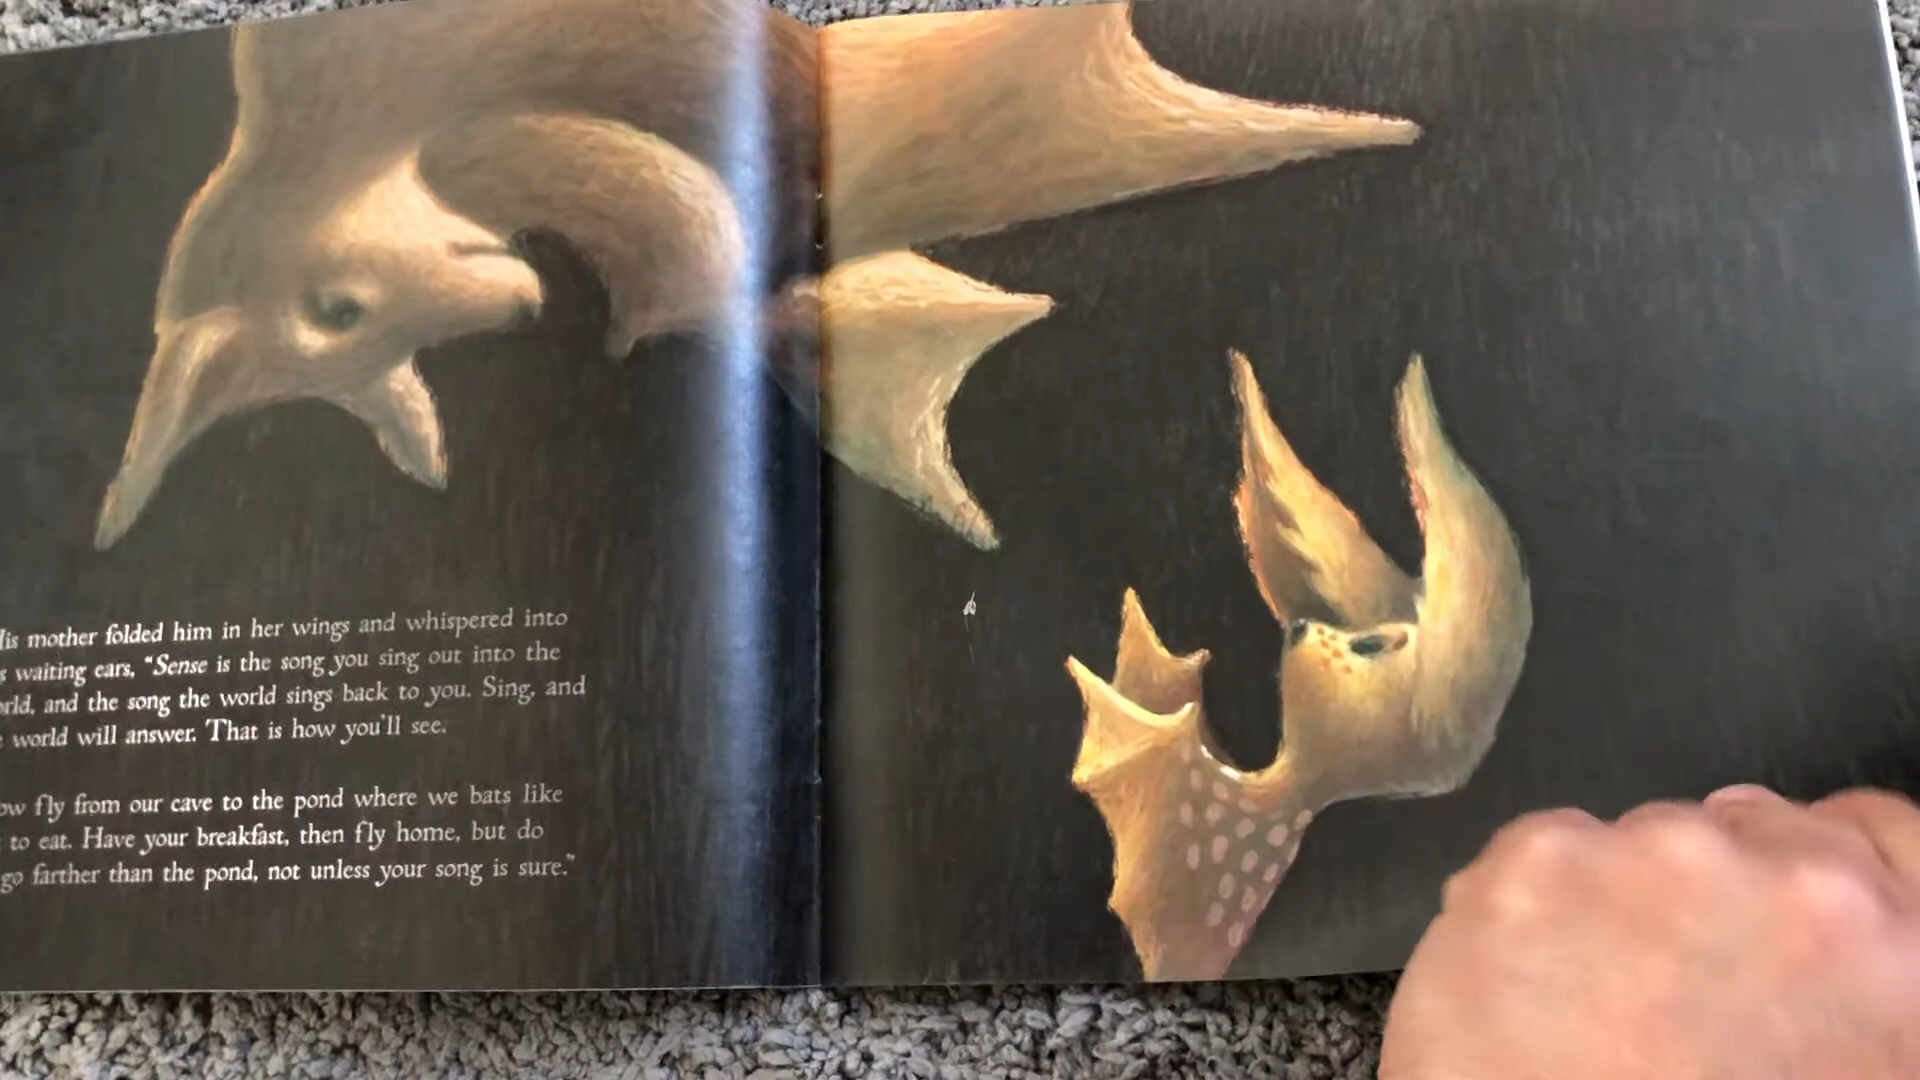 His mother folded him in her wings and whispered into
waiting ears, “Sense is the song you sing out into the
and the song the world sings back to you. Sing, and
world will answer. That is how you'll see.
fly from our cave to the pond where we bats like
to eat. Have your breakfast, then fly home, but do
go farther than the pond, not unless your song is sure.”